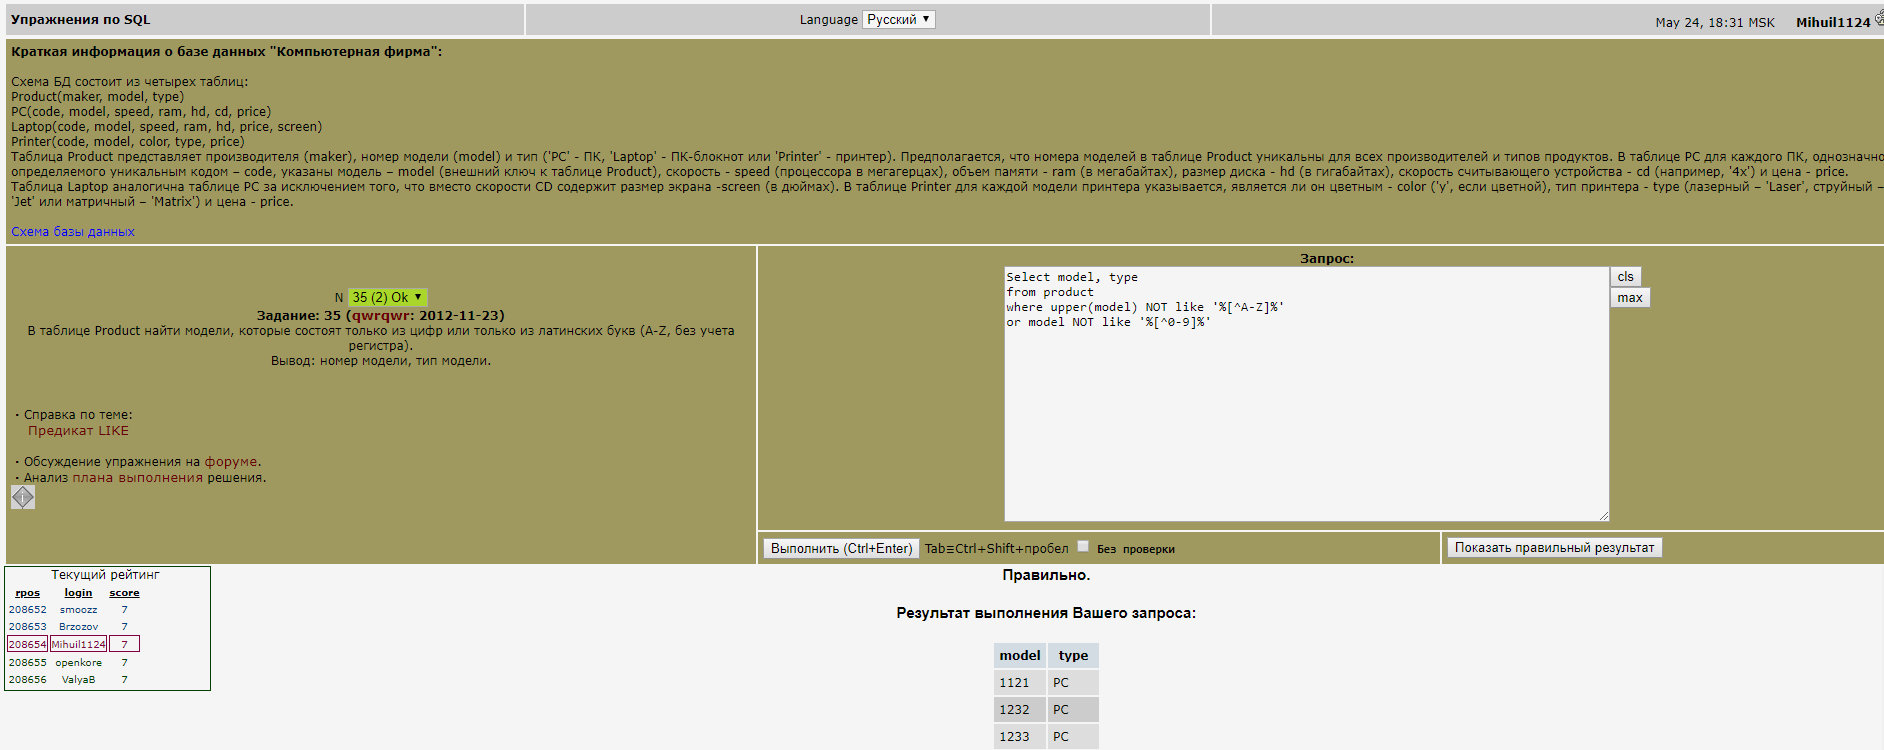 Упражнения по SQL
Language Русский
May 24, 18:31 MSK Mihuil1124
Краткая информация о базе данных "Компьютерная фирма":
Схема БД состоит из четырех таблиц:
Product(maker, model, type)
PC(code, model, speed, ram, hd, cd, price)
Laptop(code, model, speed, ram, hd, price, screen)
Printer(code, model, color, type, price)
Таблица Product представляет производителя (maker), номер модели (model) и тип ('PC' - ПК, 'Laptop' - ПК-блокнот или 'Printer' - принтер). Предполагается, что номера моделей в таблице Product уникальны для всех производителей и типов продуктов. В таблице PC для каждого ПК, однозначно
определяемого уникальным кодом – code, указаны модель – model (внешний ключ к таблице Product), скорость - speed (процессора в мегагерцах), объем памяти - ram (в мегабайтах), размер диска - hd (в гигабайтах), скорость считывающего устройства - cd (например, '4x') и цена - price.
Таблица Laptop аналогична таблице PC за исключением того, что вместо скорости CD содержит размер экрана -screen (в дюймах). В таблице Printer для каждой модели принтера указывается, является ли он цветным - color ('y', если цветной), тип принтера - type (лазерный – 'Laser', струйный –
'Jet' или матричный – 'Matrix') и цена - price.
Схема базы данных
N 35 (2) Ok
Задание: 35 (qwrqwr: 2012-11-23)
В таблице Product найти модели, которые состоят только из цифр или только из латинских букв (A-Z, без учета
регистра).
Вывод: номер модели, тип модели.
· Справка по теме:
Предикат LIKE
· Обсуждение упражнения на форуме.
· Анализ плана выполнения решения.
Запрос:
Select model, type
from product
where upper(model) NOT like '%[^A-Z]%'
or model NOT like '%[^0-9]%'
cls
max
Выполнить (Ctrl+Enter) Tab≡Ctrl+Shift+пробел Без проверки
Показать правильный результат
Текущий рейтинг
rpos login score
208652 smoozz 7
208653 Brzozov 7
208654 Mihuil1124 7
208655 openkore 7
208656 ValyaB 7
Правильно.
Результат выполнения Вашего запроса:
model type
1121 PC
1232 PC
1233 PC